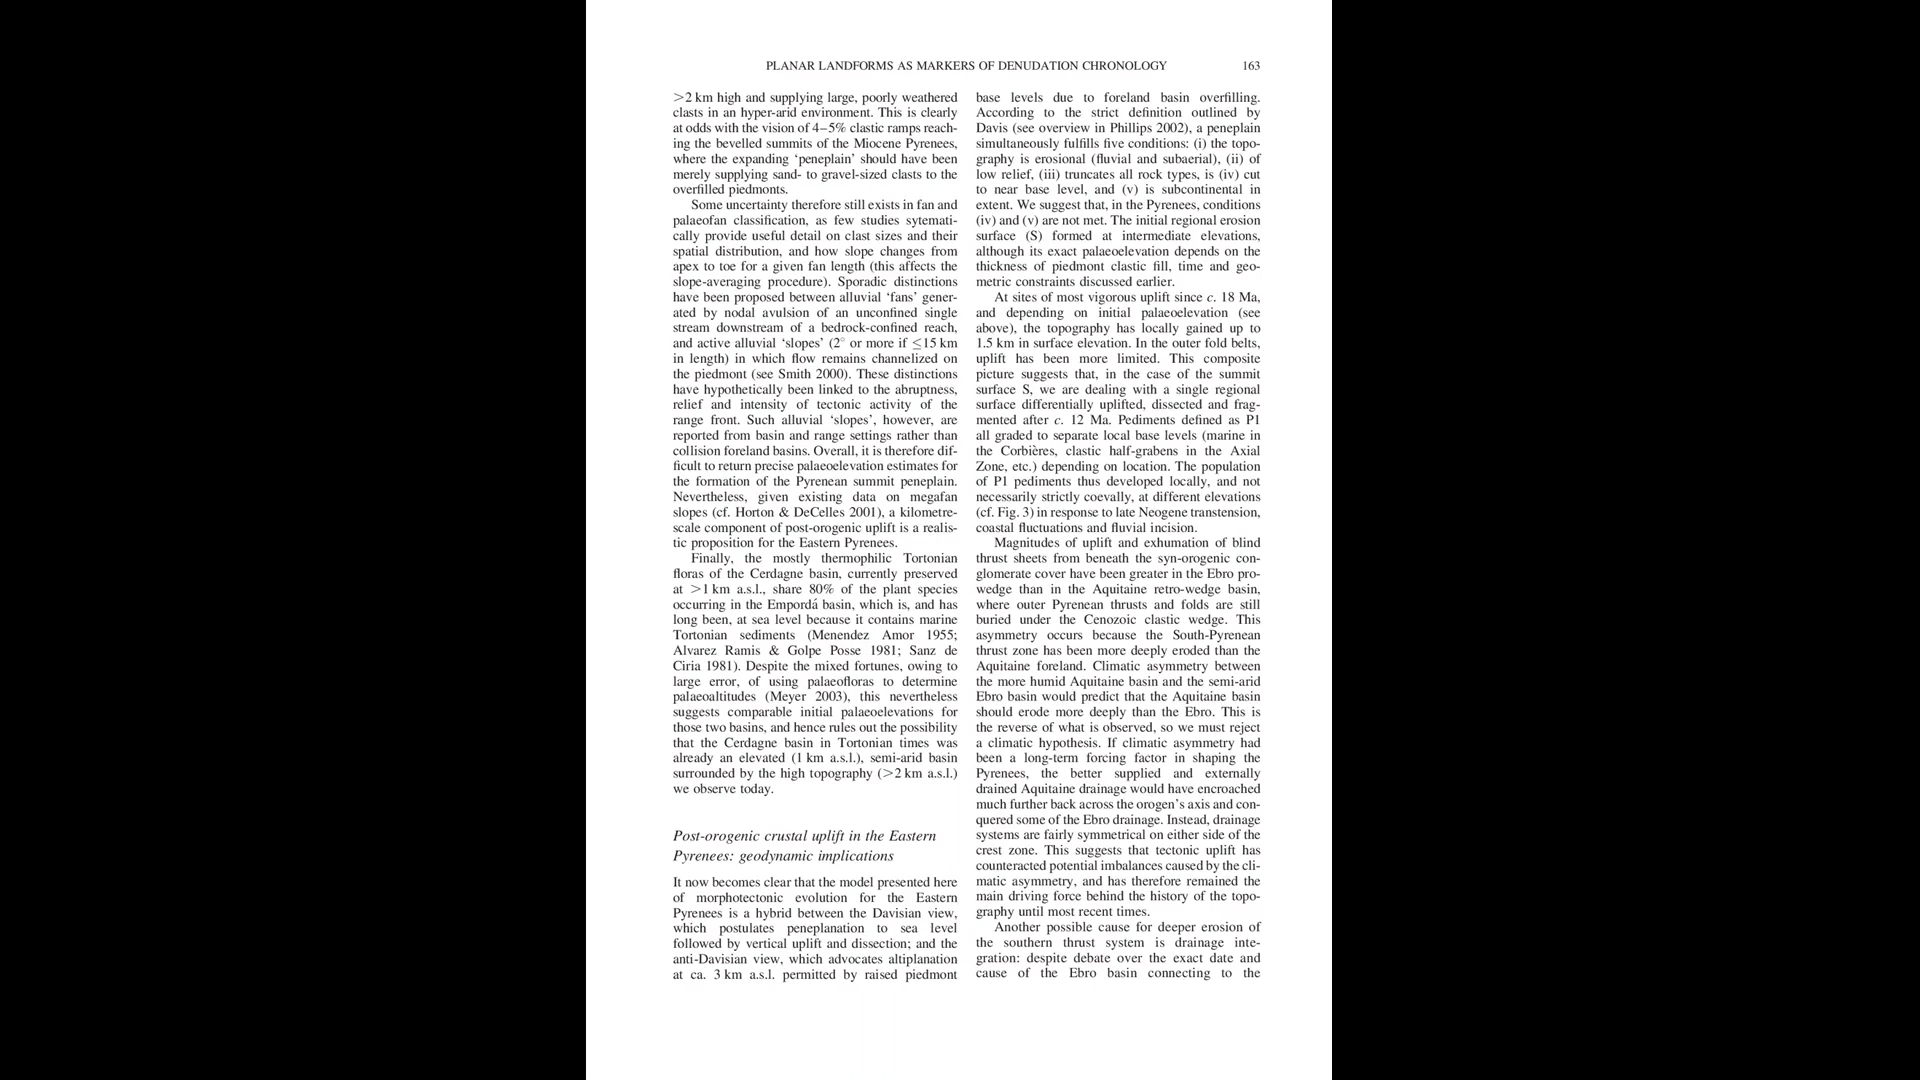 PLANAR LANDFORMS AS MARKERS OF DENUDATION CHRONOLOGY 163
>2 km high and supplying large, poorly weathered
clasts in an hyper-arid environment. This is clearly
at odds with the vision of 4–5% clastic ramps reach-
ing the bevelled summits of the Miocene Pyrenees,
where the expanding ‘peneplain’ should have been
merely supplying sand- to gravel-sized clasts to the
overfilled piedmonts.
Some uncertainty therefore still exists in fan and
palaeofan classification, as few studies sytemati-
cally provide useful detail on clast sizes and their
spatial distribution, and how slope changes from
apex to toe for a given fan length (this affects the
slope-averaging procedure). Sporadic distinctions
have been proposed between alluvial ‘fans’ gener-
ated by nodal avulsion of an unconfined single
stream downstream of a bedrock-confined reach,
and active alluvial ‘slopes’ (2° or more if ≤15 km
in length) in which flow remains channelized on
the piedmont (see Smith 2000). These distinctions
have hypothetically been linked to the abruptness,
relief and intensity of tectonic activity of the
range front. Such alluvial ‘slopes’, however, are
reported from basin and range settings rather than
collision foreland basins. Overall, it is therefore dif-
ficult to return precise palaeoelevation estimates for
the formation of the Pyrenean summit peneplain.
Nevertheless, given existing data on megafan
slopes (cf. Horton & DeCelles 2001), a kilometre-
scale component of post-orogenic uplift is a realis-
tic proposition for the Eastern Pyrenees.
Finally, the mostly thermophilic Tortonian
floras of the Cerdagne basin, currently preserved
at >1 km a.s.l., share 80% of the plant species
occurring in the Empordá basin, which is, and has
long been, at sea level because it contains marine
Tortonian sediments (Menendez Amor 1955;
Alvarez Ramis & Golpe Posse 1981; Sanz de
Ciria 1981). Despite the mixed fortunes, owing to
large error, of using palaeofloras to determine
palaeoaltitudes (Meyer 2003), this nevertheless
suggests comparable initial palaeoelevations for
those two basins, and hence rules out the possibility
that the Cerdagne basin in Tortonian times was
already an elevated (1 km a.s.l.), semi-arid basin
surrounded by the high topography (>2 km a.s.l.)
we observe today.
Post-orogenic crustal uplift in the Eastern
Pyrenees: geodynamic implications
It now becomes clear that the model presented here
of morphotectonic evolution for the Eastern
Pyrenees is a hybrid between the Davisian view,
which postulates peneplanation to sea level
followed by vertical uplift and dissection; and the
anti-Davisian view, which advocates altiplanation
at ca. 3 km a.s.l. permitted by raised piedmont
base levels due to foreland basin overfilling.
According to the strict definition outlined by
Davis (see overview in Phillips 2002), a peneplain
simultaneously fulfills five conditions: (i) the topo-
graphy is erosional (fluvial and subaerial), (ii) of
low relief, (iii) truncates all rock types, is (iv) cut
to near base level, and (v) is subcontinental in
extent. We suggest that, in the Pyrenees, conditions
(iv) and (v) are not met. The initial regional erosion
surface (S) formed at intermediate elevations,
although its exact palaeoelevation depends on the
thickness of piedmont clastic fill, time and geo-
metric constraints discussed earlier.
At sites of most vigorous uplift since c. 18 Ma,
and depending on initial palaeoelevation (see
above), the topography has locally gained up to
1.5 km in surface elevation. In the outer fold belts,
uplift has been more limited. This composite
picture suggests that, in the case of the summit
surface S, we are dealing with a single regional
surface differentially uplifted, dissected and frag-
mented after c. 12 Ma. Pediments defined as P1
all graded to separate local base levels (marine in
the Corbières, clastic half-grabens in the Axial
Zone, etc.) depending on location. The population
of P1 pediments thus developed locally, and not
necessarily strictly coevally, at different elevations
(cf. Fig. 3) in response to late Neogene transtension,
coastal fluctuations and fluvial incision.
Magnitudes of uplift and exhumation of blind
thrust sheets from beneath the syn-orogenic con-
glomerate cover have been greater in the Ebro pro-
wedge than in the Aquitaine retro-wedge basin,
where outer Pyrenean thrusts and folds are still
buried under the Cenozoic clastic wedge. This
asymmetry occurs because the South-Pyrenean
thrust zone has been more deeply eroded than the
Aquitaine foreland. Climatic asymmetry between
the more humid Aquitaine basin and the semi-arid
Ebro basin would predict that the Aquitaine basin
should erode more deeply than the Ebro. This is
the reverse of what is observed, so we must reject
a climatic hypothesis. If climatic asymmetry had
been a long-term forcing factor in shaping the
Pyrenees, the better supplied and externally
drained Aquitaine drainage would have encroached
much further back across the orogen’s axis and con-
quered some of the Ebro drainage. Instead, drainage
systems are fairly symmetrical on either side of the
crest zone. This suggests that tectonic uplift has
counteracted potential imbalances caused by the cli-
matic asymmetry, and has therefore remained the
main driving force behind the history of the topo-
graphy until most recent times.
Another possible cause for deeper erosion of
the southern thrust system is drainage inte-
gration: despite debate over the exact date and
cause of the Ebro basin connecting to the